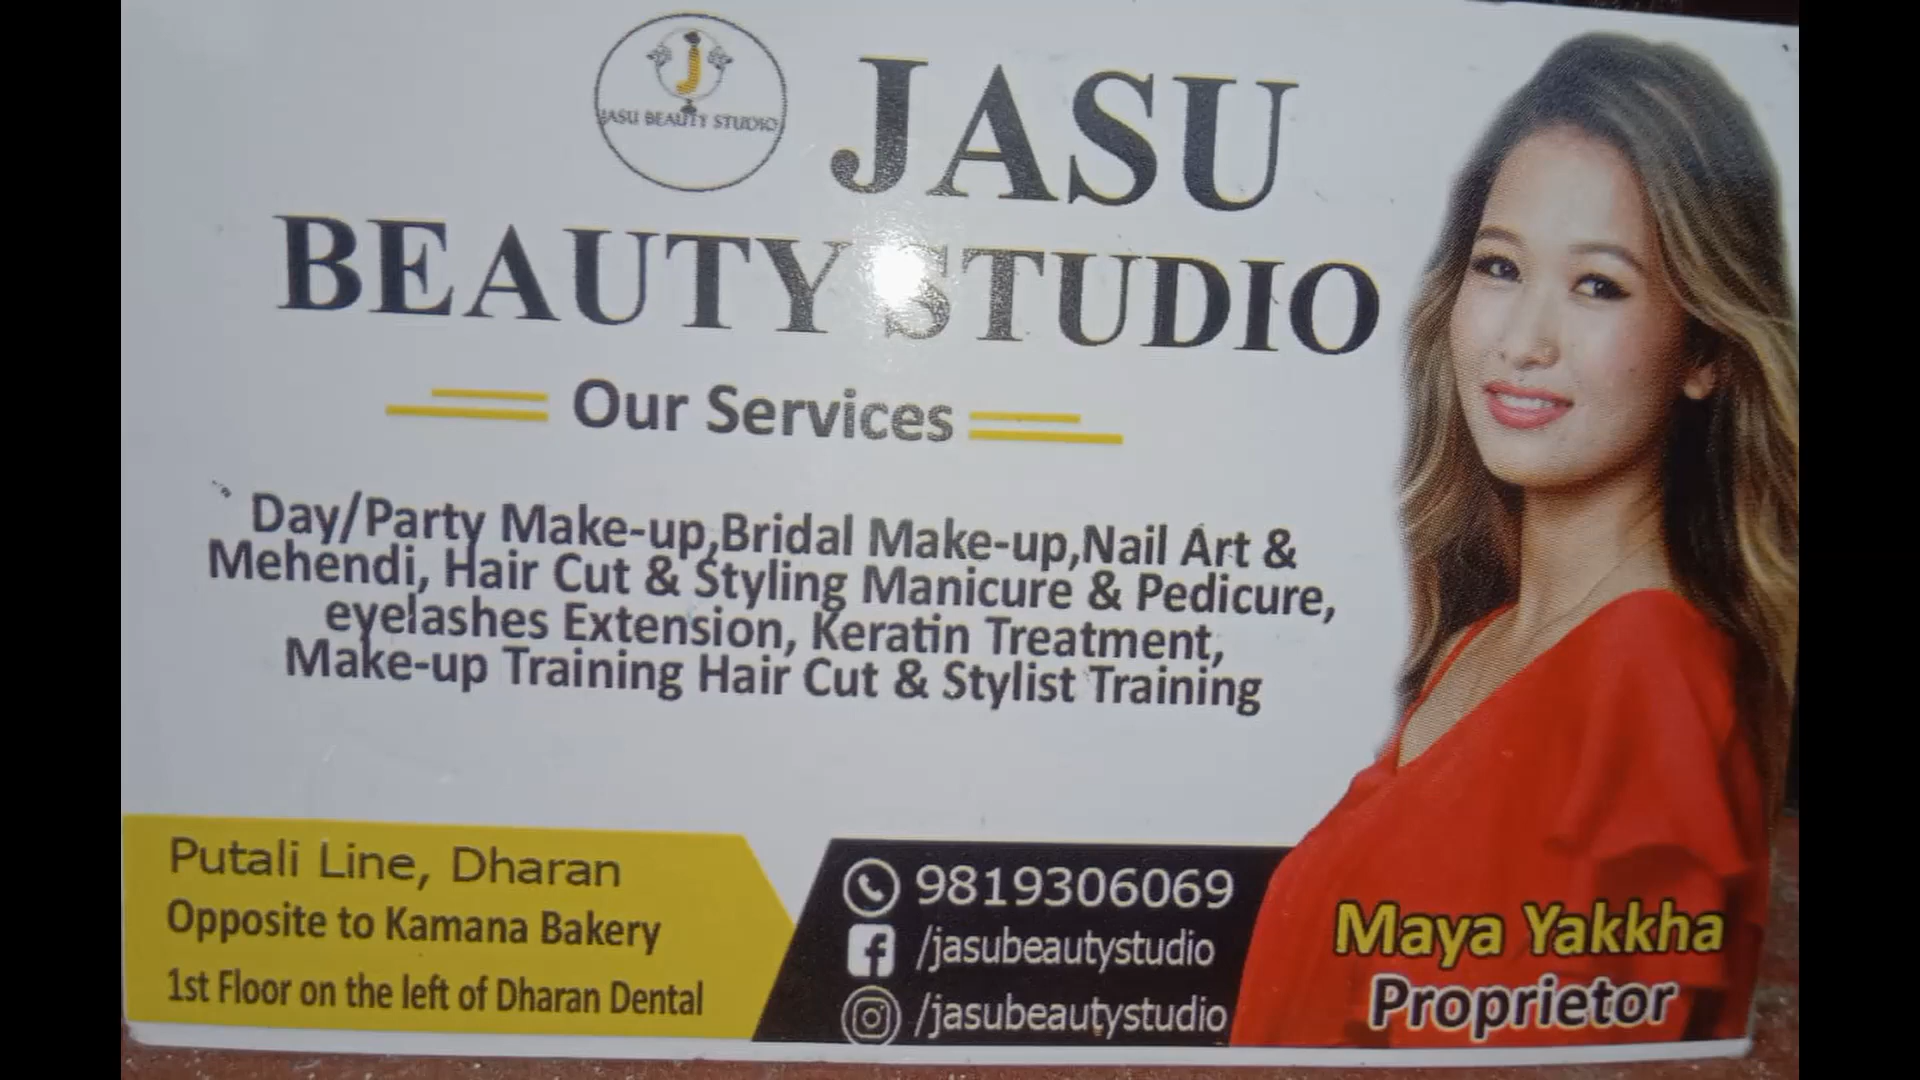 JASU BEAUTY STUDIO
JASU
BEAUTY STUDIO
Our Services
Day/Party Make-up,Bridal Make-up,Nail Art &
Mehendi, Hair Cut & Styling Manicure & Pedicure,
eyelashes Extension, Keratin Treatment,
Make-up Training Hair Cut & Stylist Training
Putali Line, Dharan
Opposite to Kamana Bakery
1st Floor on the left of Dharan Dental
9819306069
/jasubeautystudio
/jasubeautystudio
Maya Yakkha
Proprietor